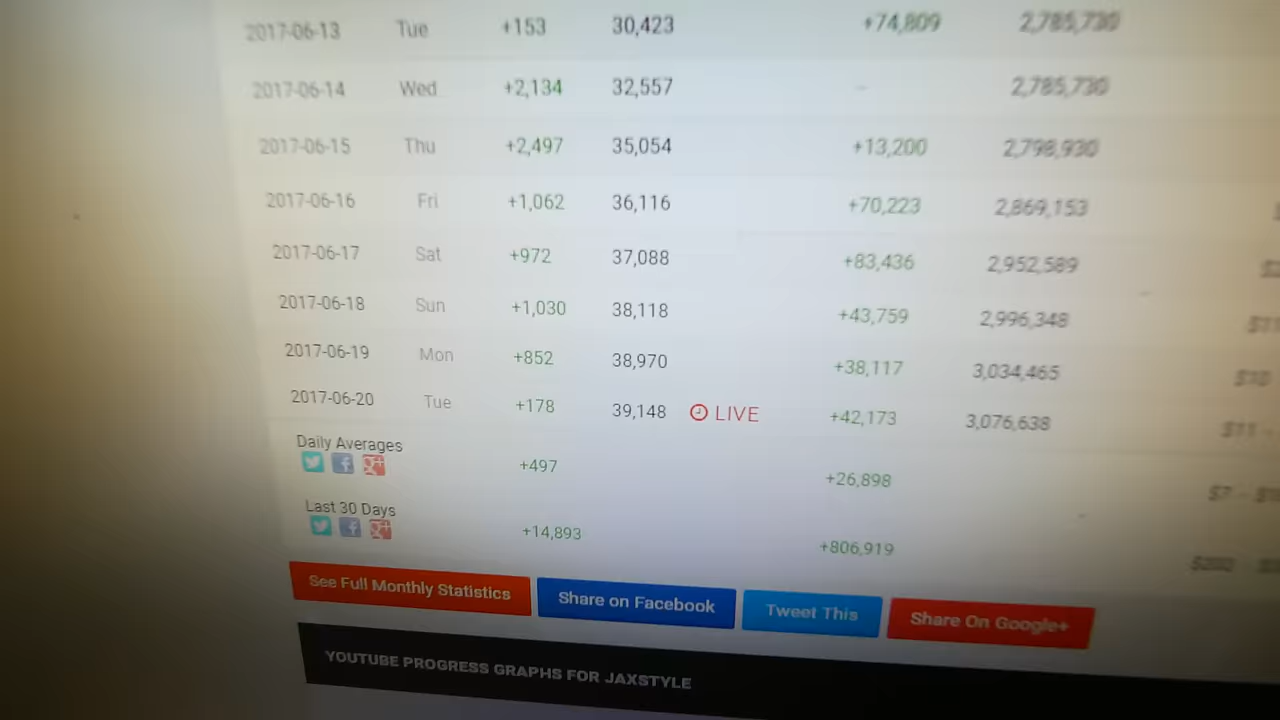 2017-06-13 Tue +153 30,423 +74,809 2,785,730
2017-06-14 Wed +2,134 32,557 - 2,785,730
2017-06-15 Thu +2,497 35,054 +13,200 2,798,930
2017-06-16 Fri +1,062 36,116 +70,223 2,869,153
2017-06-17 Sat +972 37,088 +83,436 2,952,589
2017-06-18 Sun +1,030 38,118 +43,759 2,996,348
2017-06-19 Mon +852 38,970 +38,117 3,034,465
2017-06-20 Tue +178 39,148 LIVE +42,173 3,076,638
Daily Averages +497 +26,898
Last 30 Days +14,893 +806,919
See Full Monthly Statistics Share on Facebook Tweet This Share On Google+
YOUTUBE PROGRESS GRAPHS FOR JAXSTYLE